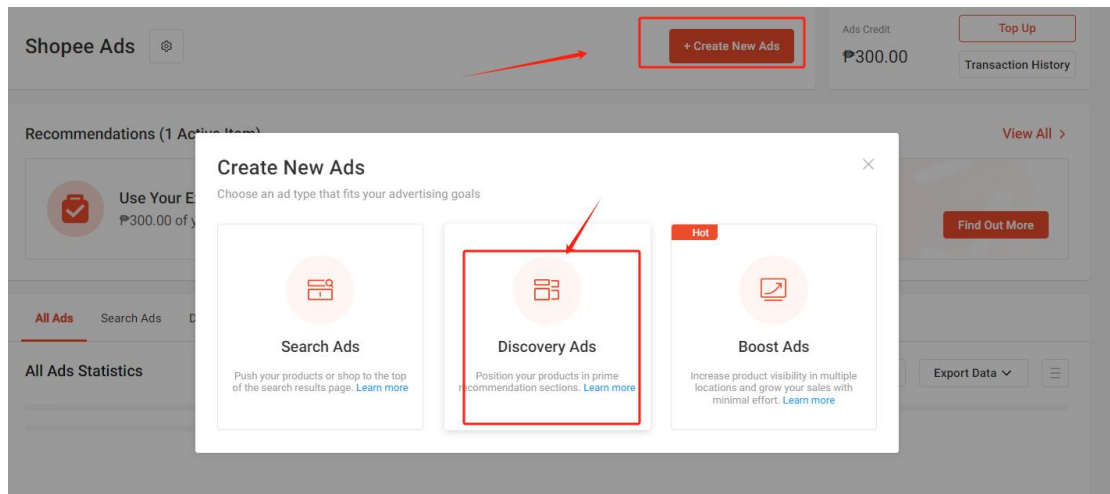 Shopee Ads
+ Create New Ads
Ads Credit
₱300.00
Top Up
Transaction History
Recommendations (1 Active Item)
View All >
Use Your E
₱300.00 of y
Find Out More
Create New Ads
Choose an ad type that fits your advertising goals
Search Ads
Push your products or shop to the top
of the search results page. Learn more
Discovery Ads
Position your products in prime
recommendation sections. Learn more
Hot
Boost Ads
Increase product visibility in multiple
locations and grow your sales with
minimal effort. Learn more
All Ads
Search Ads
D
All Ads Statistics
Export Data